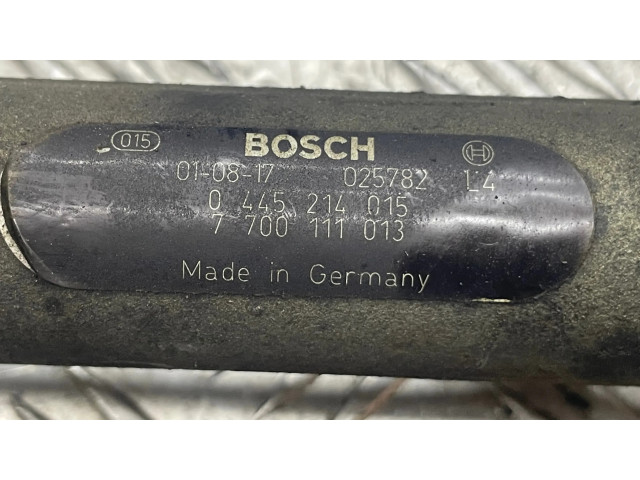 015 BOSCH
01-08-17 025782 L4
0 445 214 015
7 700 111 013
Made in Germany